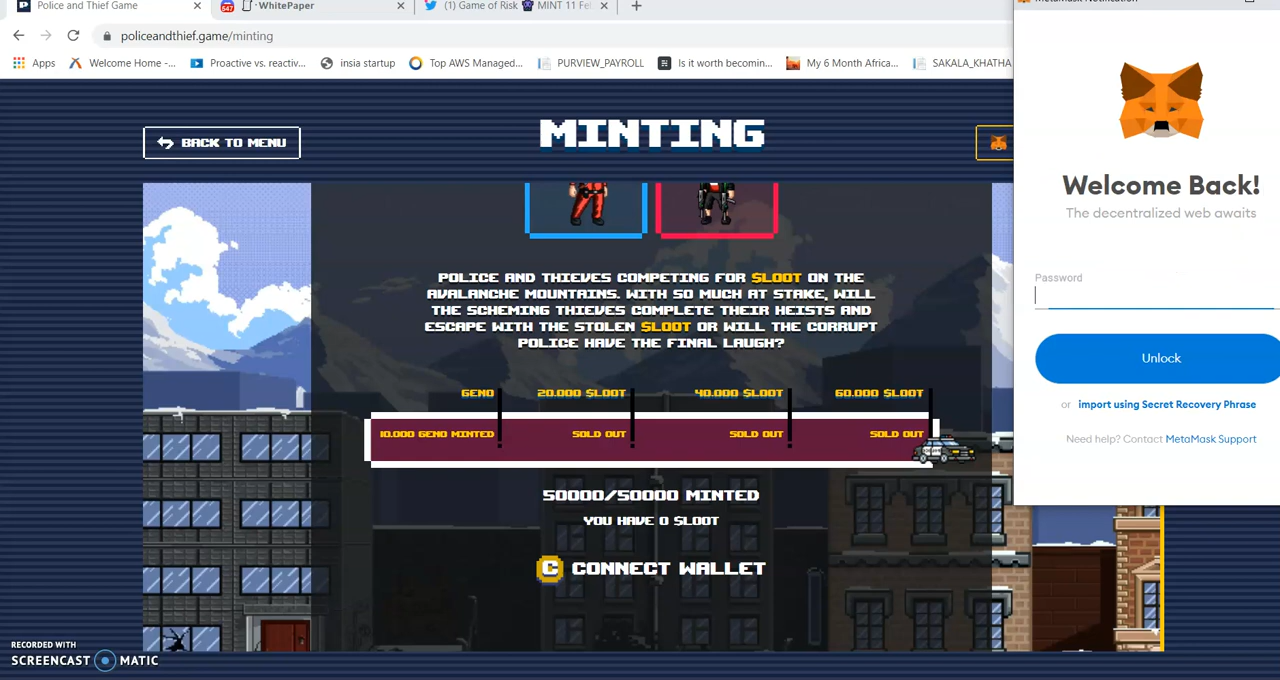 Police and Thief Game
547
WhitePaper
(1) Game of Risk MINT 11 Fe
MetaMask Notification
policeandthief.game/minting
Apps
Welcome Home -...
Proactive vs. reactiv...
insia startup
Top AWS Managed...
PURVIEW_PAYROLL
Is it worth becomin...
My 6 Month Africa...
SAKALA_KHATHA
BACK TO MENU
MINTING
POLICE AND THIEVES COMPETING FOR $LOOT ON THE
AVALANCHE MOUNTAINS. WITH SO MUCH AT STAKE, WILL
THE SCHEMING THIEVES COMPLETE THEIR HEISTS AND
ESCAPE WITH THE STOLEN $LOOT OR WILL THE CORRUPT
POLICE HAVE THE FINAL LAUGH?
GEN0 20.000 $LOOT 40.000 $LOOT 60.000 $LOOT
10.000 GEN0 MINTED SOLD OUT SOLD OUT SOLD OUT
50000/50000 MINTED
YOU HAVE 0 $LOOT
C CONNECT WALLET
Welcome Back!
The decentralized web awaits
Password
Unlock
or import using Secret Recovery Phrase
Need help? Contact MetaMask Support
RECORDED WITH
SCREENCAST MATIC